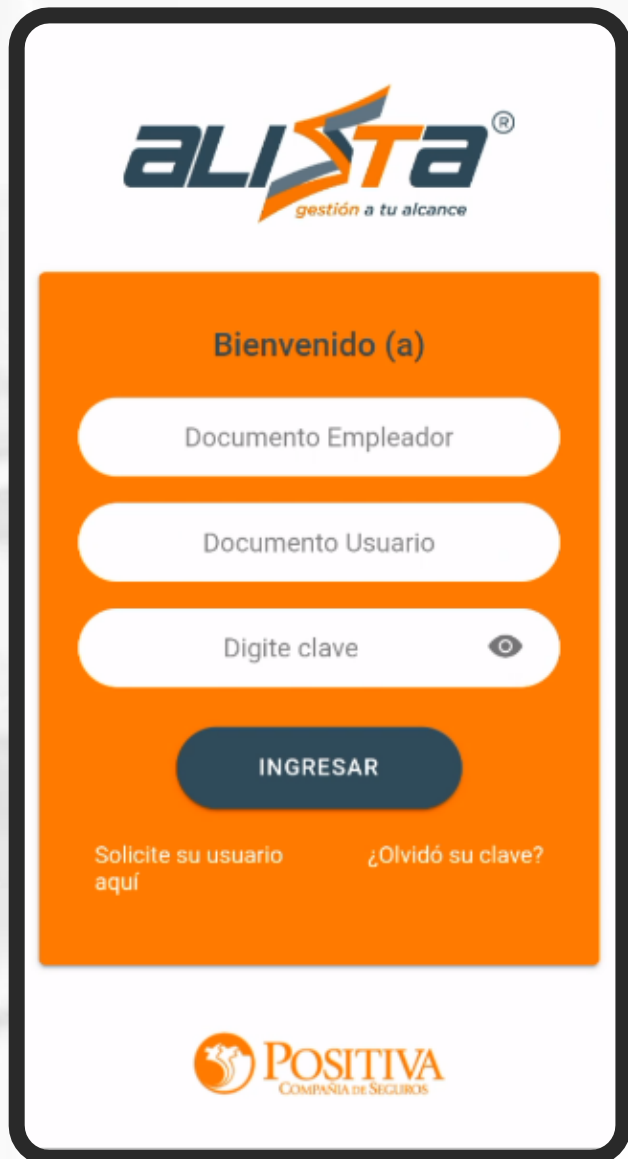 aLISTa®
gestión a tu alcance
Bienvenido (a)
Documento Empleador
Documento Usuario
Digite clave
INGRESAR
Solicite su usuario
aquí
¿Olvidó su clave?
POSITIVA
COMPAÑIA DE SEGUROS